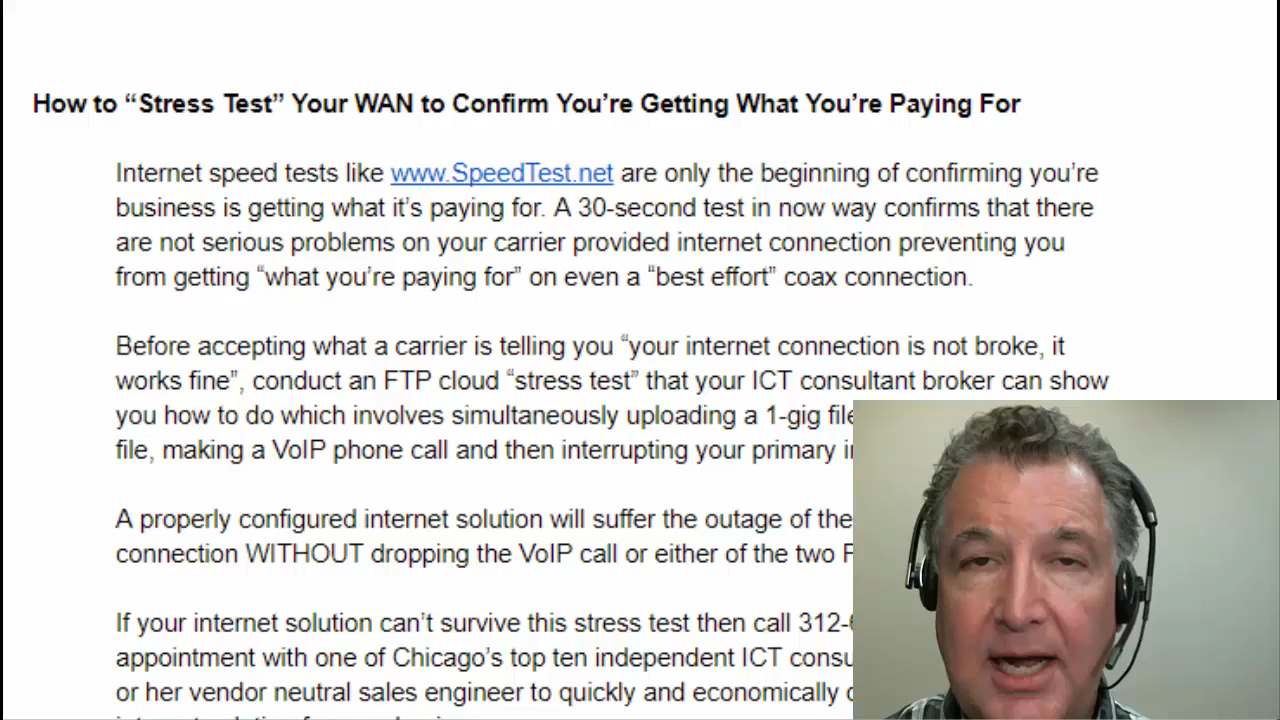 How to “Stress Test” Your WAN to Confirm You’re Getting What You’re Paying For
Internet speed tests like www.SpeedTest.net are only the beginning of confirming you’re
business is getting what it’s paying for. A 30-second test in now way confirms that there
are not serious problems on your carrier provided internet connection preventing you
from getting “what you’re paying for” on even a “best effort” coax connection.
Before accepting what a carrier is telling you “your internet connection is not broke, it
works fine”, conduct an FTP cloud “stress test” that your ICT consultant broker can show
you how to do which involves simultaneously uploading a 1-gig file
file, making a VoIP phone call and then interrupting your primary
A properly configured internet solution will suffer the outage of the
connection WITHOUT dropping the VoIP call or either of the two
If your internet solution can’t survive this stress test then call 312-
appointment with one of Chicago’s top ten independent ICT
or her vendor neutral sales engineer to quickly and economically